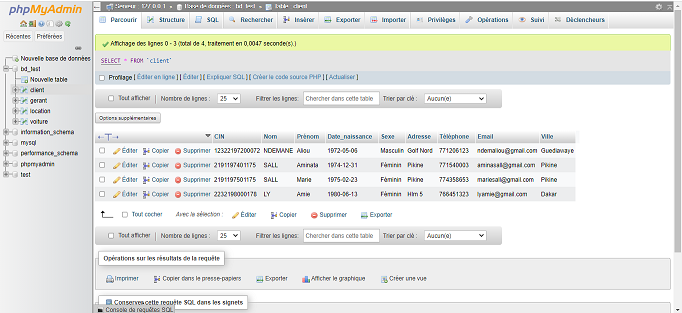 phpMyAdmin
Récentes Préférées
Nouvelle base de données
bd_test
Nouvelle table
client
gerant
location
voiture
information_schema
mysql
performance_schema
phpmyadmin
test
Serveur : 127.0.0.1 » Base de données : bd_test » Table : client
Parcourir Structure SQL Rechercher Insérer Exporter Importer Privilèges Opérations Suivi Déclencheurs
Affichage des lignes 0 - 3 (total de 4, traitement en 0,0047 seconde(s).)
SELECT * FROM `client`
Profilage [ Éditer en ligne ] [ Éditer ] [ Expliquer SQL ] [ Créer le code source PHP ] [ Actualiser ]
Tout afficher Nombre de lignes : 25 Filtrer les lignes: Chercher dans cette table Trier par clé : Aucun(e)
Options supplémentaires
←T→ CIN Nom Prénom Date_naissance Sexe Adresse Téléphone Email Ville
Éditer Copier Supprimer 12322197200072 NDEMANE Aliou 1972-05-06 Masculin Golf Nord 771206123 ndemaliou@gmail.com Guediawaye
Éditer Copier Supprimer 2191197401175 SALL Aminata 1974-12-31 Féminin Pikine 771540003 aminasall@gmail.com Pikine
Éditer Copier Supprimer 2191197501175 SALL Marie 1975-02-23 Féminin Pikine 774358653 mariesall@gmail.com Pikine
Éditer Copier Supprimer 2232198000178 LY Amie 1980-06-13 Féminin Hlm 5 766451323 lyamie@gmail.com Dakar
Tout cocher Avec la sélection : Éditer Copier Supprimer Exporter
Tout afficher Nombre de lignes : 25 Filtrer les lignes: Chercher dans cette table Trier par clé : Aucun(e)
Opérations sur les résultats de la requête
Imprimer Copier dans le presse-papiers Exporter Afficher le graphique Créer une vue
Conserver cette requête SQL dans les signets
Console de requêtes SQL